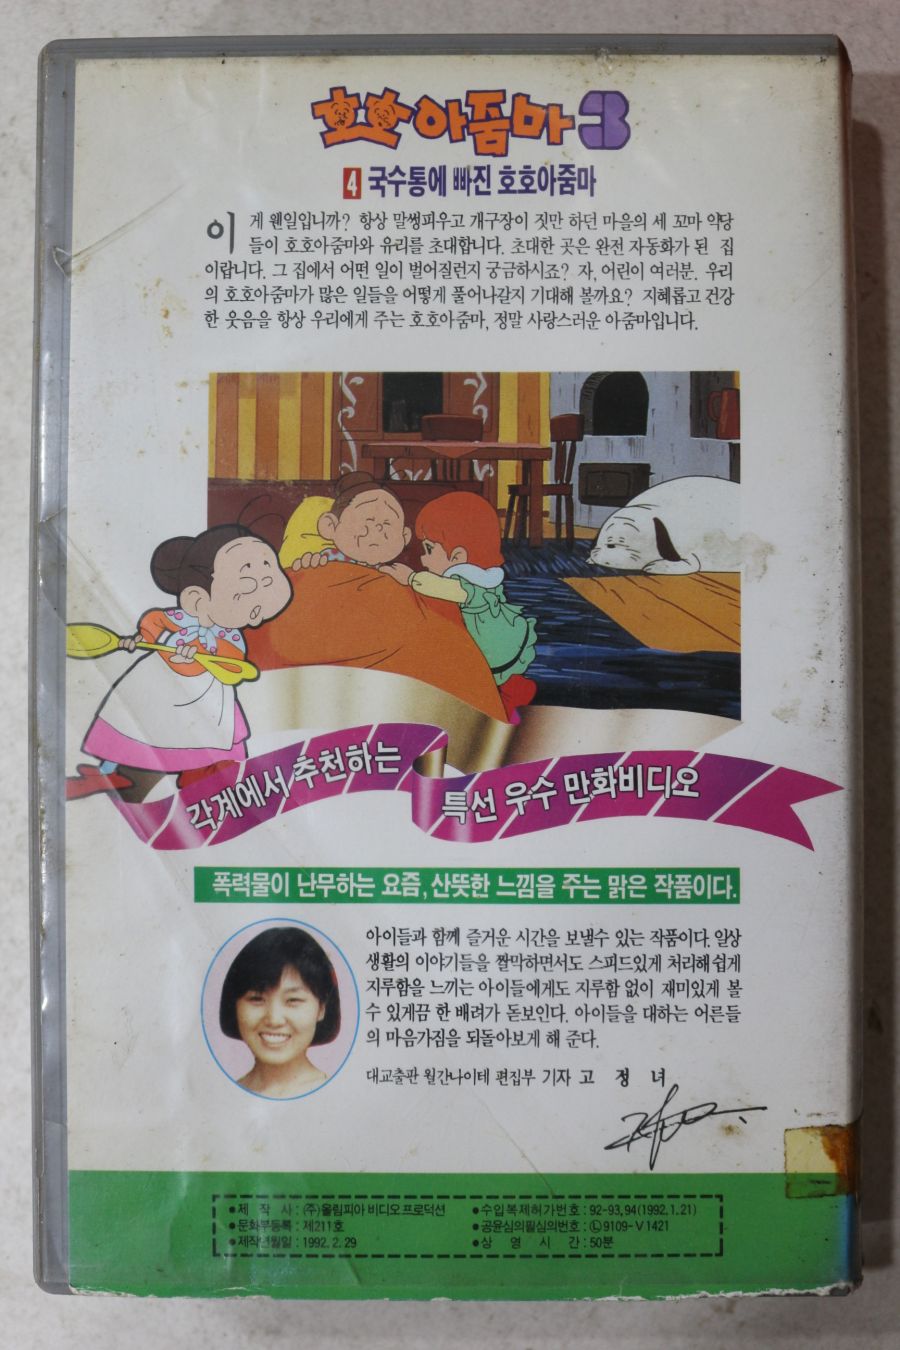 호호아줌마3
4 국수통에 빠진 호호아줌마
이게 웬일입니까? 항상 말썽피우고 개구장이 짓만 하던 마을의 세 꼬마 악당
들이 호호아줌마와 유리를 초대합니다. 초대한 곳은 완전 자동화가 된 집
이랍니다. 그 집에서 어떤 일이 벌어질런지 궁금하시죠? 자, 어린이 여러분. 우리
의 호호아줌마가 많은 일들을 어떻게 풀어나갈지 기대해 볼까요? 지혜롭고 건강
한 웃음을 항상 우리에게 주는 호호아줌마, 정말 사랑스러운 아줌마입니다.
각계에서 추천하는
특선 우수 만화비디오
폭력물이 난무하는 요즘, 산뜻한 느낌을 주는 맑은 작품이다.
아이들과 함께 즐거운 시간을 보낼수 있는 작품이다. 일상
생활의 이야기들을 짤막하면서도 스피드있게 처리해 쉽게
지루함을 느끼는 아이들에게도 지루함 없이 재미있게 볼
수 있게끔 한 배려가 돋보인다. 아이들을 대하는 어른들
의 마음가짐을 되돌아보게 해 준다.
대교출판 월간나이테 편집부 기자 고 정 녀
●제 작 사 : (주)올림피아 비디오 프로덕션
●문화부등록 : 제211호
●제작년월일 : 1992. 2. 29
●수입복제허가번호 : 92-93, 94 (1992. 1. 21)
●공윤심의필심의번호 : Ⓛ9109-V1421
●상 영 시 간 : 50분